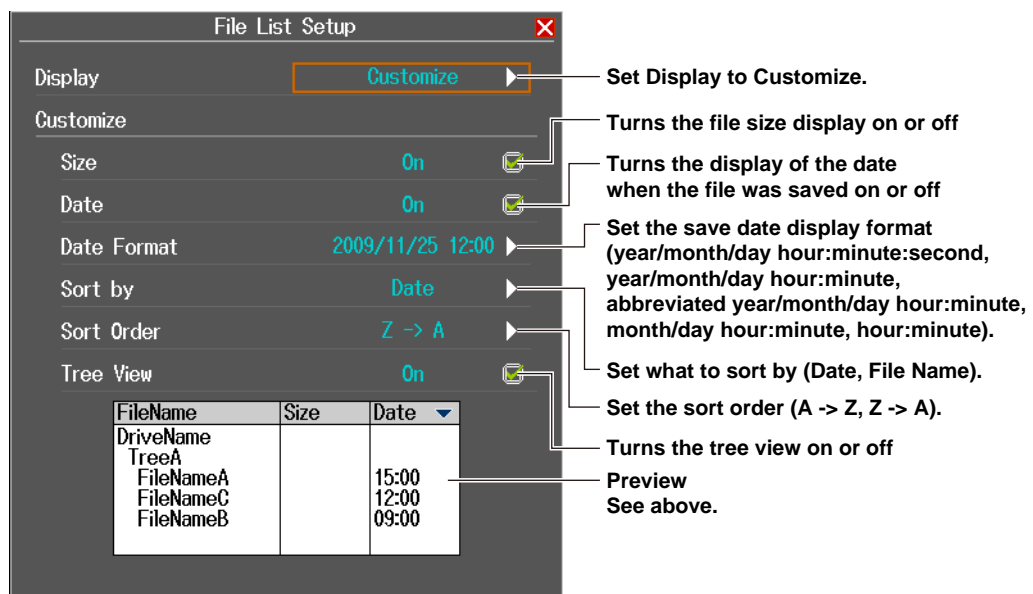 File List Setup
Display Customize Set Display to Customize.
Customize
Turns the file size display on or off
Size On
Turns the display of the date
when the file was saved on or off
Date On
Set the save date display format
(year/month/day hour:minute:second,
year/month/day hour:minute,
abbreviated year/month/day hour:minute,
month/day hour:minute, hour:minute).
Date Format 2009/11/25 12:00
Sort by Date
Sort Order Z -> A
Tree View On
Set what to sort by (Date, File Name).
Set the sort order (A -> Z, Z -> A).
Turns the tree view on or off
Preview
See above.
FileName Size Date
DriveName
TreeA
FileNameA 15:00
FileNameC 12:00
FileNameB 09:00